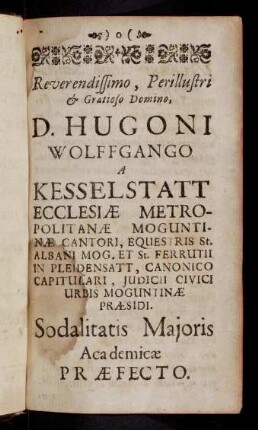 ) o (
Reverendissimo, Perillustri
& Gratioso Domino,
D. HUGONI
WOLFFGANGO
A
KESSELSTATT
ECCLESIÆ METRO-
POLITANÆ MOGUNTI-
NÆ CANTORI, EQUESTRIS St.
ALBANI MOG. ET St. FERRUTII
IN PLEIDENSATT, CANONICO
CAPITULARI, JUDICII CIVICI
URBIS MOGUNTINÆ
PRÆSIDI.
Sodalitatis Majoris
Academicæ
PRÆFECTO.